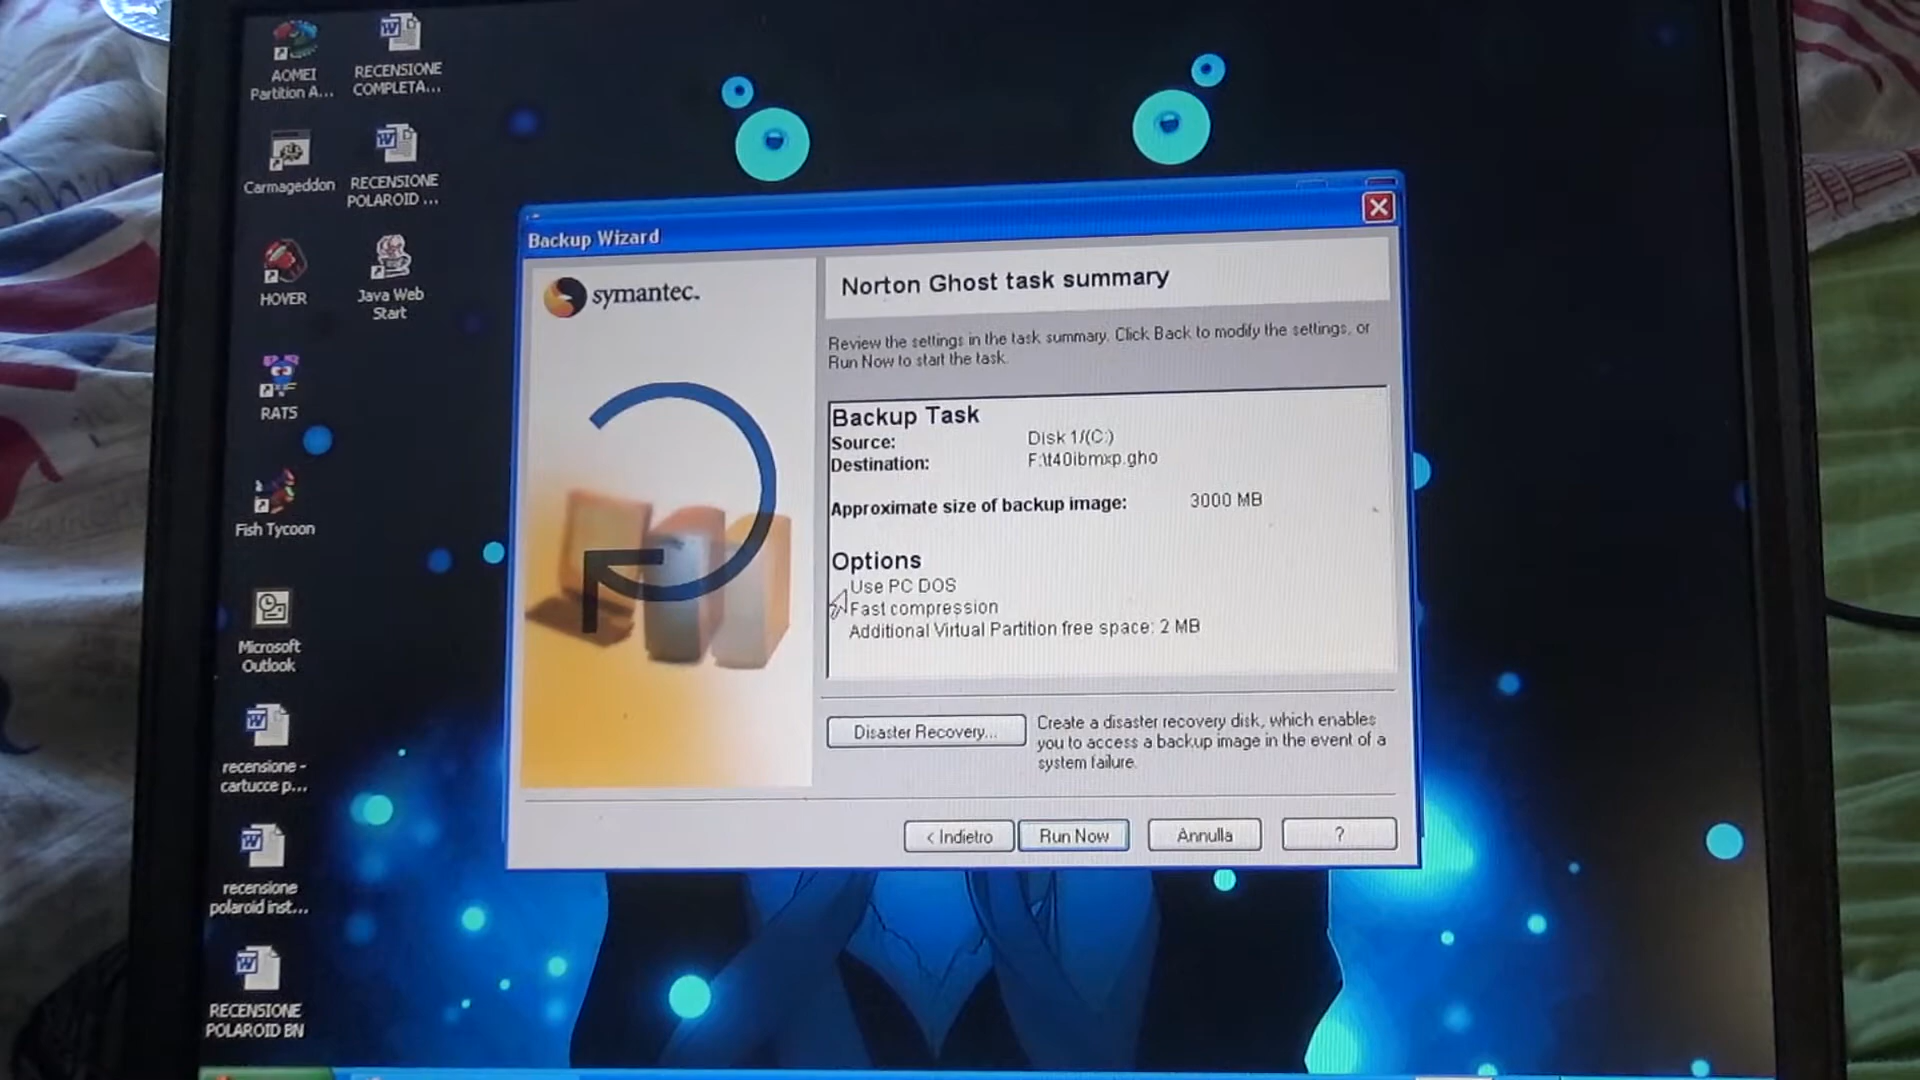 AOMEI
Partition A...
RECENSIONE
COMPLETA...
Carmageddon
RECENSIONE
POLAROID ...
HOVER
Java Web
Start
RATS
Fish Tycoon
Microsoft
Outlook
recensione -
cartucce p...
recensione
polaroid inst...
RECENSIONE
POLAROID BN
Backup Wizard
symantec.
Norton Ghost task summary
Review the settings in the task summary. Click Back to modify the settings, or
Run Now to start the task.
Backup Task
Source: Disk 1/(C:)
Destination: F:\t40ibmxp.gho
Approximate size of backup image: 3000 MB
Options
Use PC DOS
Fast compression
Additional Virtual Partition free space: 2 MB
Disaster Recovery...
Create a disaster recovery disk, which enables
you to access a backup image in the event of a
system failure.
< Indietro
Run Now
Annulla
?